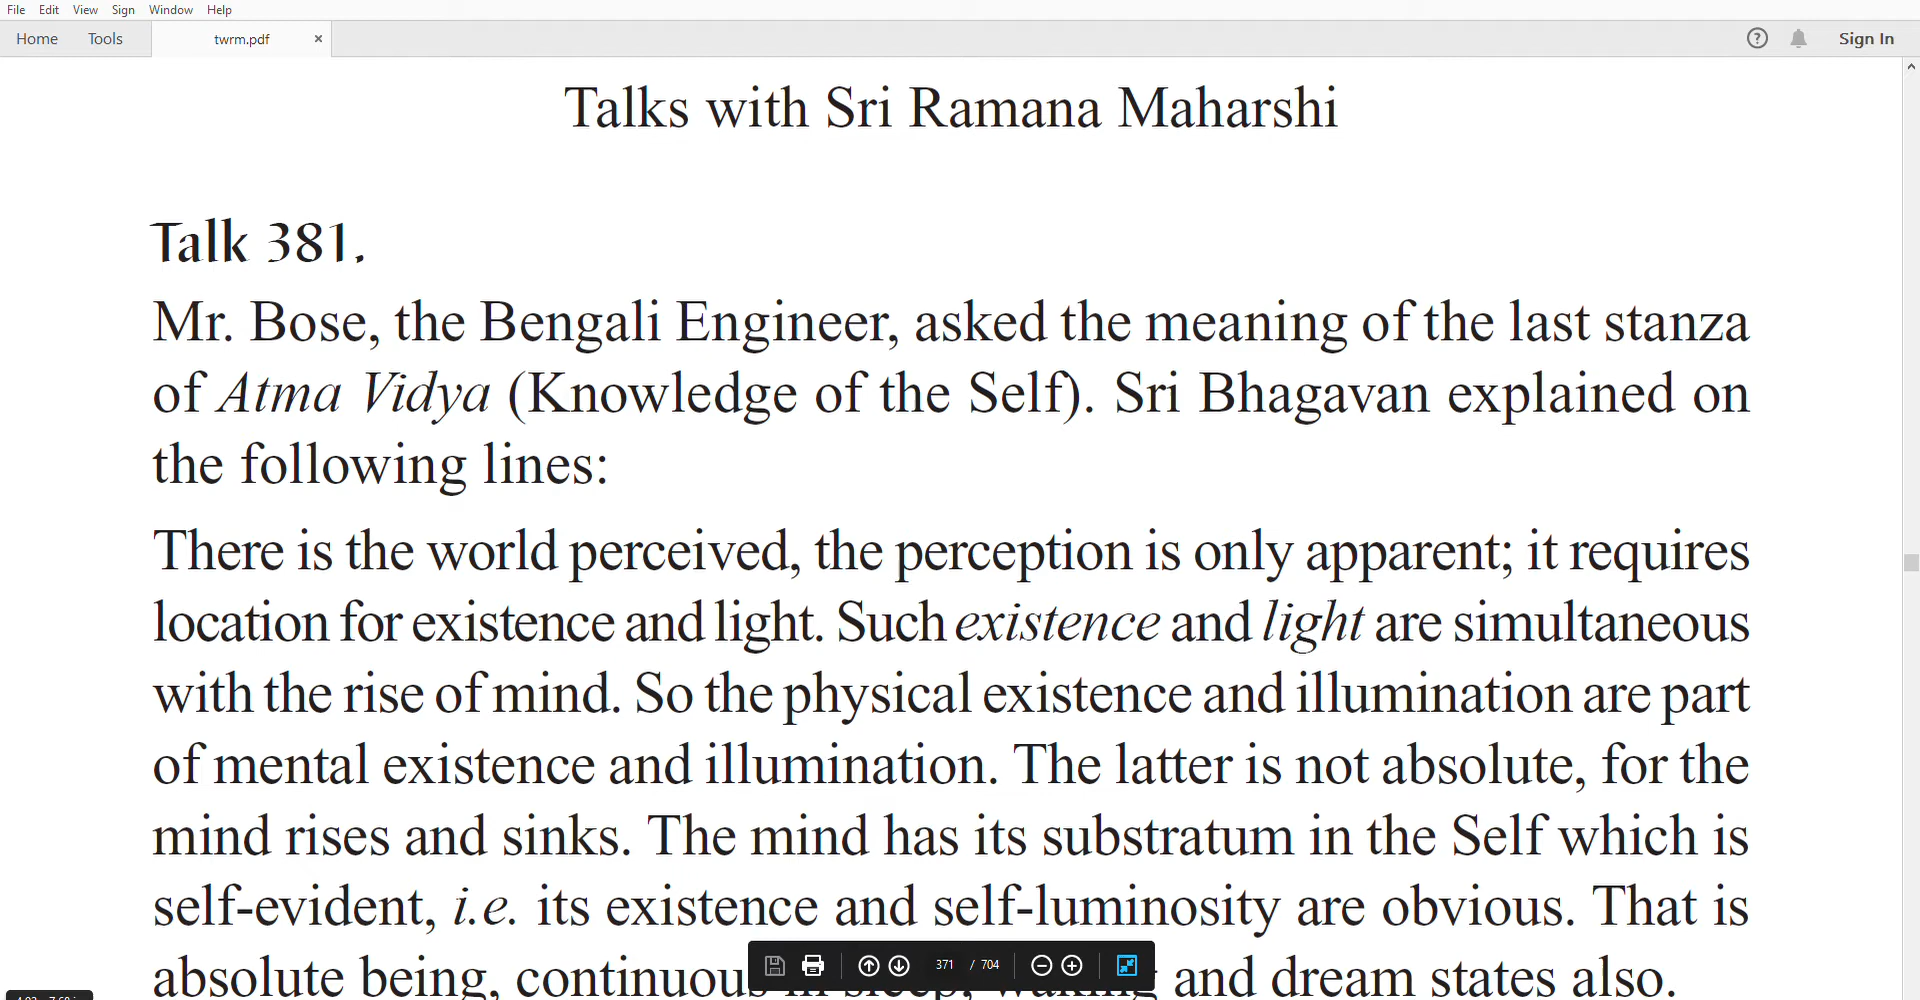 File Edit View Sign Window Help
Home Tools twrm.pdf × ? Sign In
Talks with Sri Ramana Maharshi
Talk 381.
Mr. Bose, the Bengali Engineer, asked the meaning of the last stanza
of Atma Vidya (Knowledge of the Self). Sri Bhagavan explained on
the following lines:
There is the world perceived, the perception is only apparent; it requires
location for existence and light. Such existence and light are simultaneous
with the rise of mind. So the physical existence and illumination are part
of mental existence and illumination. The latter is not absolute, for the
mind rises and sinks. The mind has its substratum in the Self which is
self-evident, i.e. its existence and self-luminosity are obvious. That is
absolute being, continuous in sleep, waking and dream states also.
371 / 704